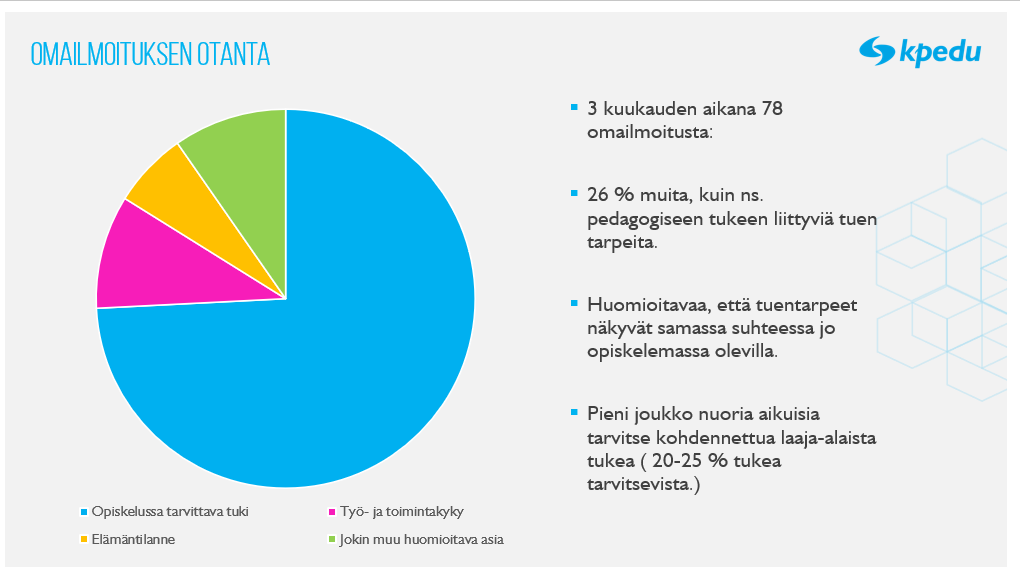 OMAILMOITUKSEN OTANTA
kpedu
3 kuukauden aikana 78
omailmoitusta:
26 % muita, kuin ns.
pedagogiseen tukeen liittyviä tuen
tarpeita.
Huomioitavaa, että tuentarpeet
näkyvät samassa suhteessa jo
opiskelemassa olevilla.
Pieni joukko nuoria aikuisia
tarvitse kohdennettua laaja-alaista
tukea ( 20-25 % tukea
tarvitsevista.)
Opiskelussa tarvittava tuki
Työ- ja toimintakyky
Elämäntilanne
Jokin muu huomioitava asia